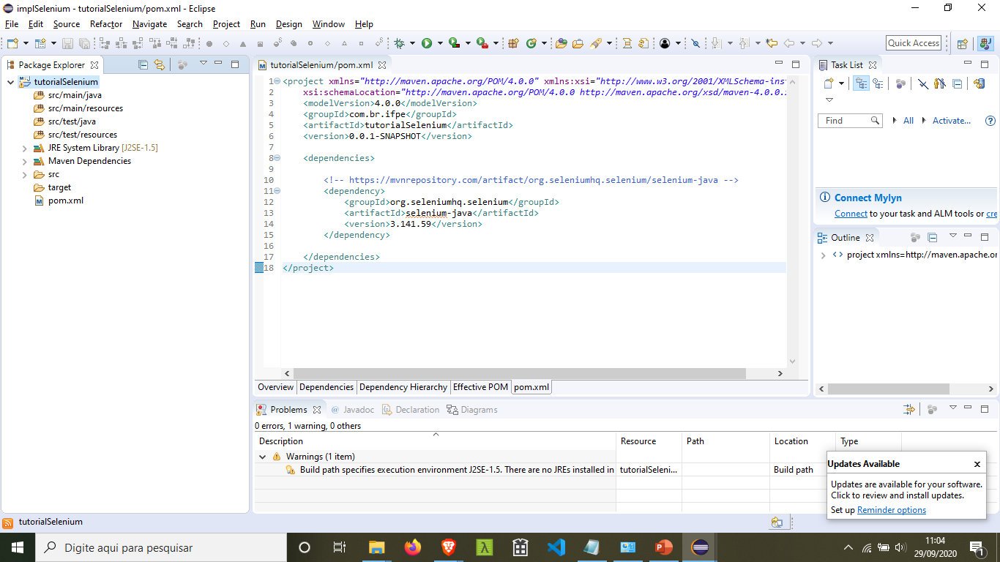 implSelenium - tutorialSelenium/pom.xml - Eclipse
File Edit Source Refactor Navigate Search Project Run Design Window Help
Quick Access
Package Explorer
tutorialSelenium
src/main/java
src/main/resources
src/test/java
src/test/resources
JRE System Library [J2SE-1.5]
Maven Dependencies
src
target
pom.xml
tutorialSelenium/pom.xml
1 <project xmlns="http://maven.apache.org/POM/4.0.0" xmlns:xsi="http://www.w3.org/2001/XMLSchema-ins
2 xsi:schemaLocation="http://maven.apache.org/POM/4.0.0 http://maven.apache.org/xsd/maven-4.0.0.
3 <modelVersion>4.0.0</modelVersion>
4 <groupId>com.br.ifpe</groupId>
5 <artifactId>tutorialSelenium</artifactId>
6 <version>0.0.1-SNAPSHOT</version>
7
8 <dependencies>
9
10 <!-- https://mvnrepository.com/artifact/org.seleniumhq.selenium/selenium-java -->
11 <dependency>
12 <groupId>org.seleniumhq.selenium</groupId>
13 <artifactId>selenium-java</artifactId>
14 <version>3.141.59</version>
15 </dependency>
16
17 </dependencies>
18 </project>
Overview Dependencies Dependency Hierarchy Effective POM pom.xml
Task List
Find All Activate...
Connect Mylyn
Connect to your task and ALM tools or cre
Outline
project xmlns=http://maven.apache.or
Problems @ Javadoc Declaration Diagrams
0 errors, 1 warning, 0 others
Description Resource Path Location Type
Warnings (1 item)
Build path specifies execution environment J2SE-1.5. There are no JREs installed in tutorialSeleni... Build path
Updates Available
Updates are available for your software.
Click to review and install updates.
Set up Reminder options
tutorialSelenium
Digite aqui para pesquisar
11:04
29/09/2020
1